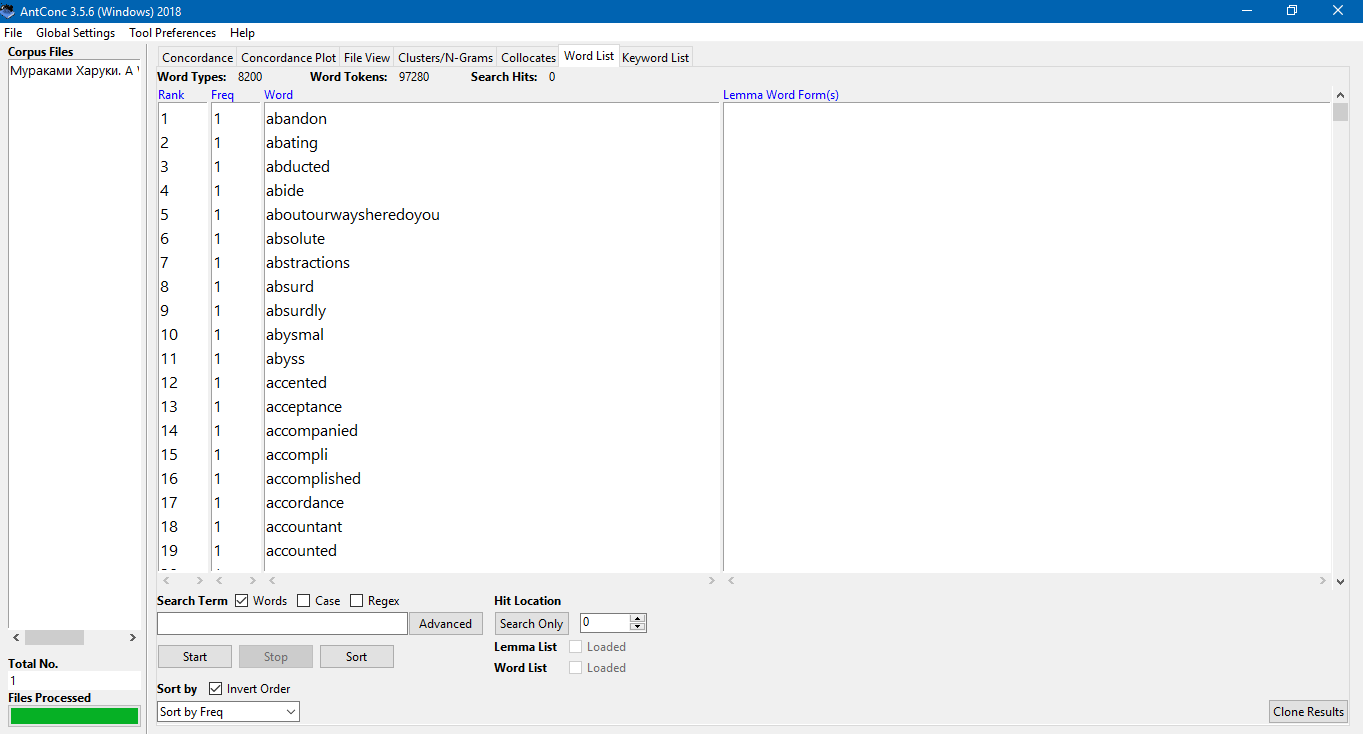 AntConc 3.5.6 (Windows) 2018
File Global Settings Tool Preferences Help
Corpus Files
Мураками Харуки. A
Concordance Concordance Plot File View Clusters/N-Grams Collocates Word List Keyword List
Word Types: 8200 Word Tokens: 97280 Search Hits: 0
Rank Freq Word Lemma Word Form(s)
1 1 abandon
2 1 abating
3 1 abducted
4 1 abide
5 1 aboutourwaysheredoyou
6 1 absolute
7 1 abstractions
8 1 absurd
9 1 absurdly
10 1 abysmal
11 1 abyss
12 1 accented
13 1 acceptance
14 1 accompanied
15 1 accompli
16 1 accomplished
17 1 accordance
18 1 accountant
19 1 accounted
Search Term Words Case Regex Hit Location
Advanced Search Only 0
Start Stop Sort Lemma List Loaded
Word List Loaded
Total No.
1
Files Processed
Sort by Invert Order
Sort by Freq Clone Results